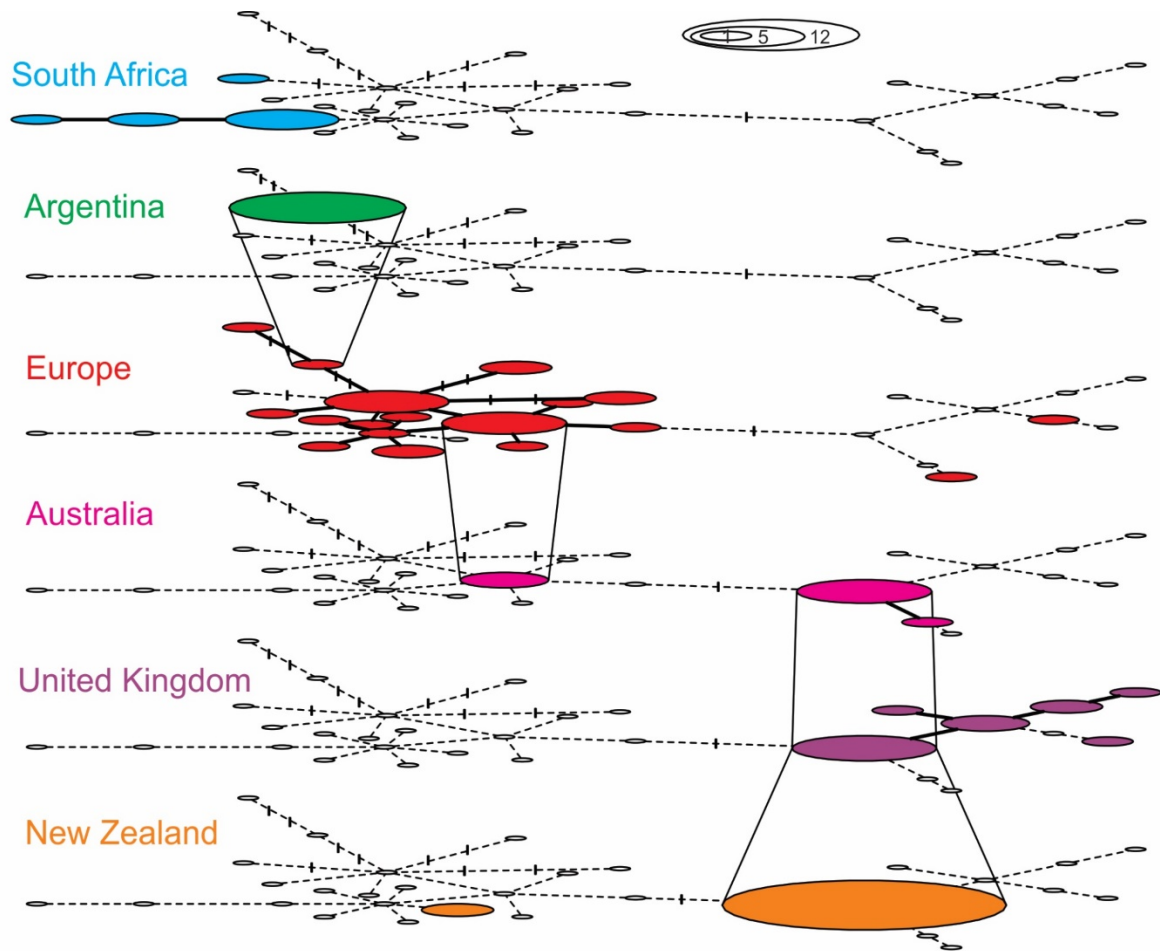 1 5 12
South Africa
Argentina
Europe
Australia
United Kingdom
New Zealand